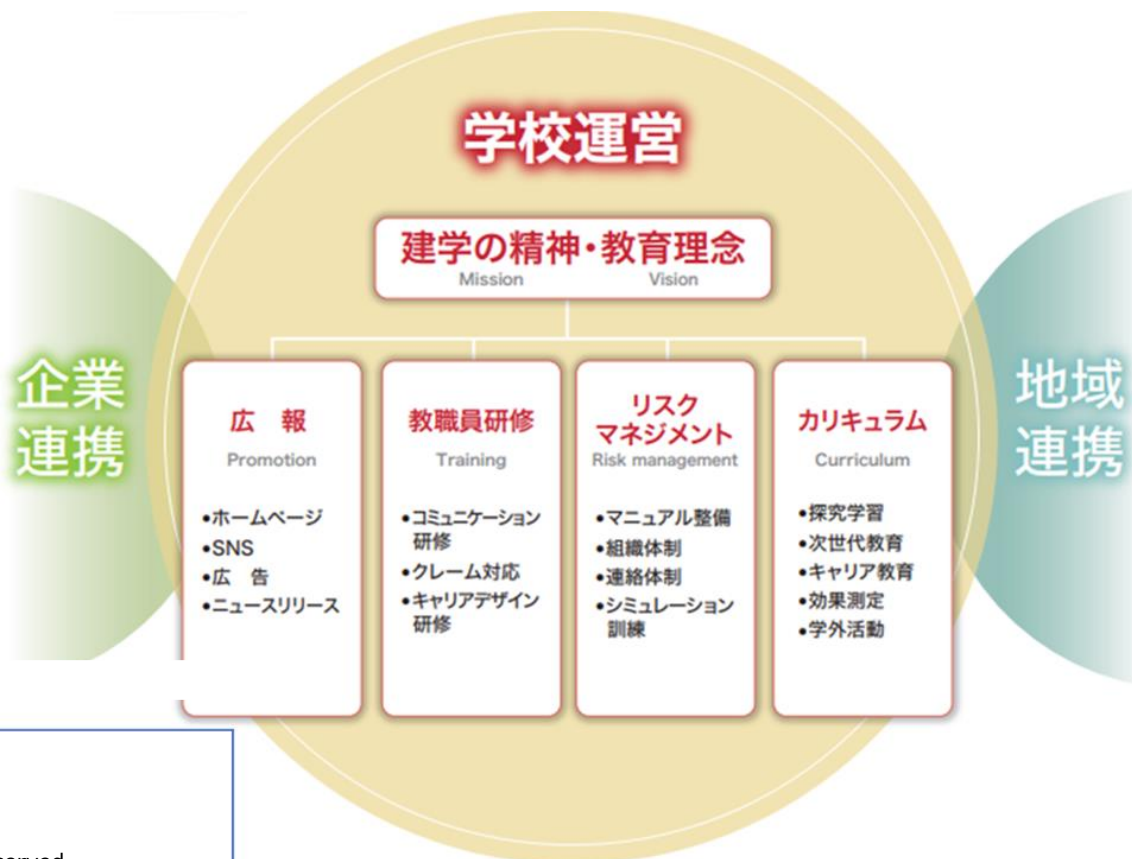 学校運営
建学の精神・教育理念
Mission
Vision
企業
連携
広 報
Promotion
•ホームページ
•SNS
•広 告
•ニュースリリース
教職員研修
Training
•コミュニケーション
研修
•クレーム対応
•キャリアデザイン
研修
リスク
マネジメント
Risk management
•マニュアル整備
•組織体制
•連絡体制
•シミュレーション
訓練
カリキュラム
Curriculum
•探究学習
•次世代教育
•キャリア教育
•効果測定
•学外活動
地域
連携